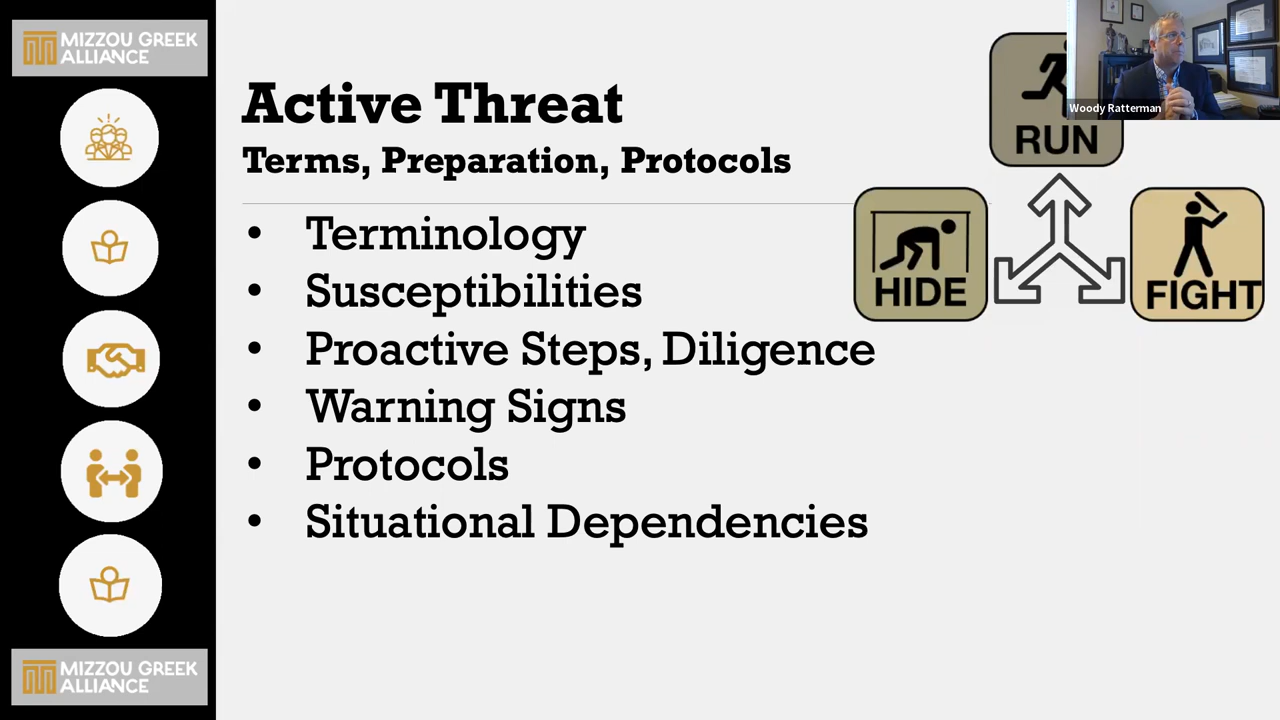 MIZZOU GREEK
ALLIANCE
Active Threat
Terms, Preparation, Protocols
• Terminology
• Susceptibilities
• Proactive Steps, Diligence
• Warning Signs
• Protocols
• Situational Dependencies
RUN
HIDE
FIGHT
Woody Ratterman
MIZZOU GREEK
ALLIANCE